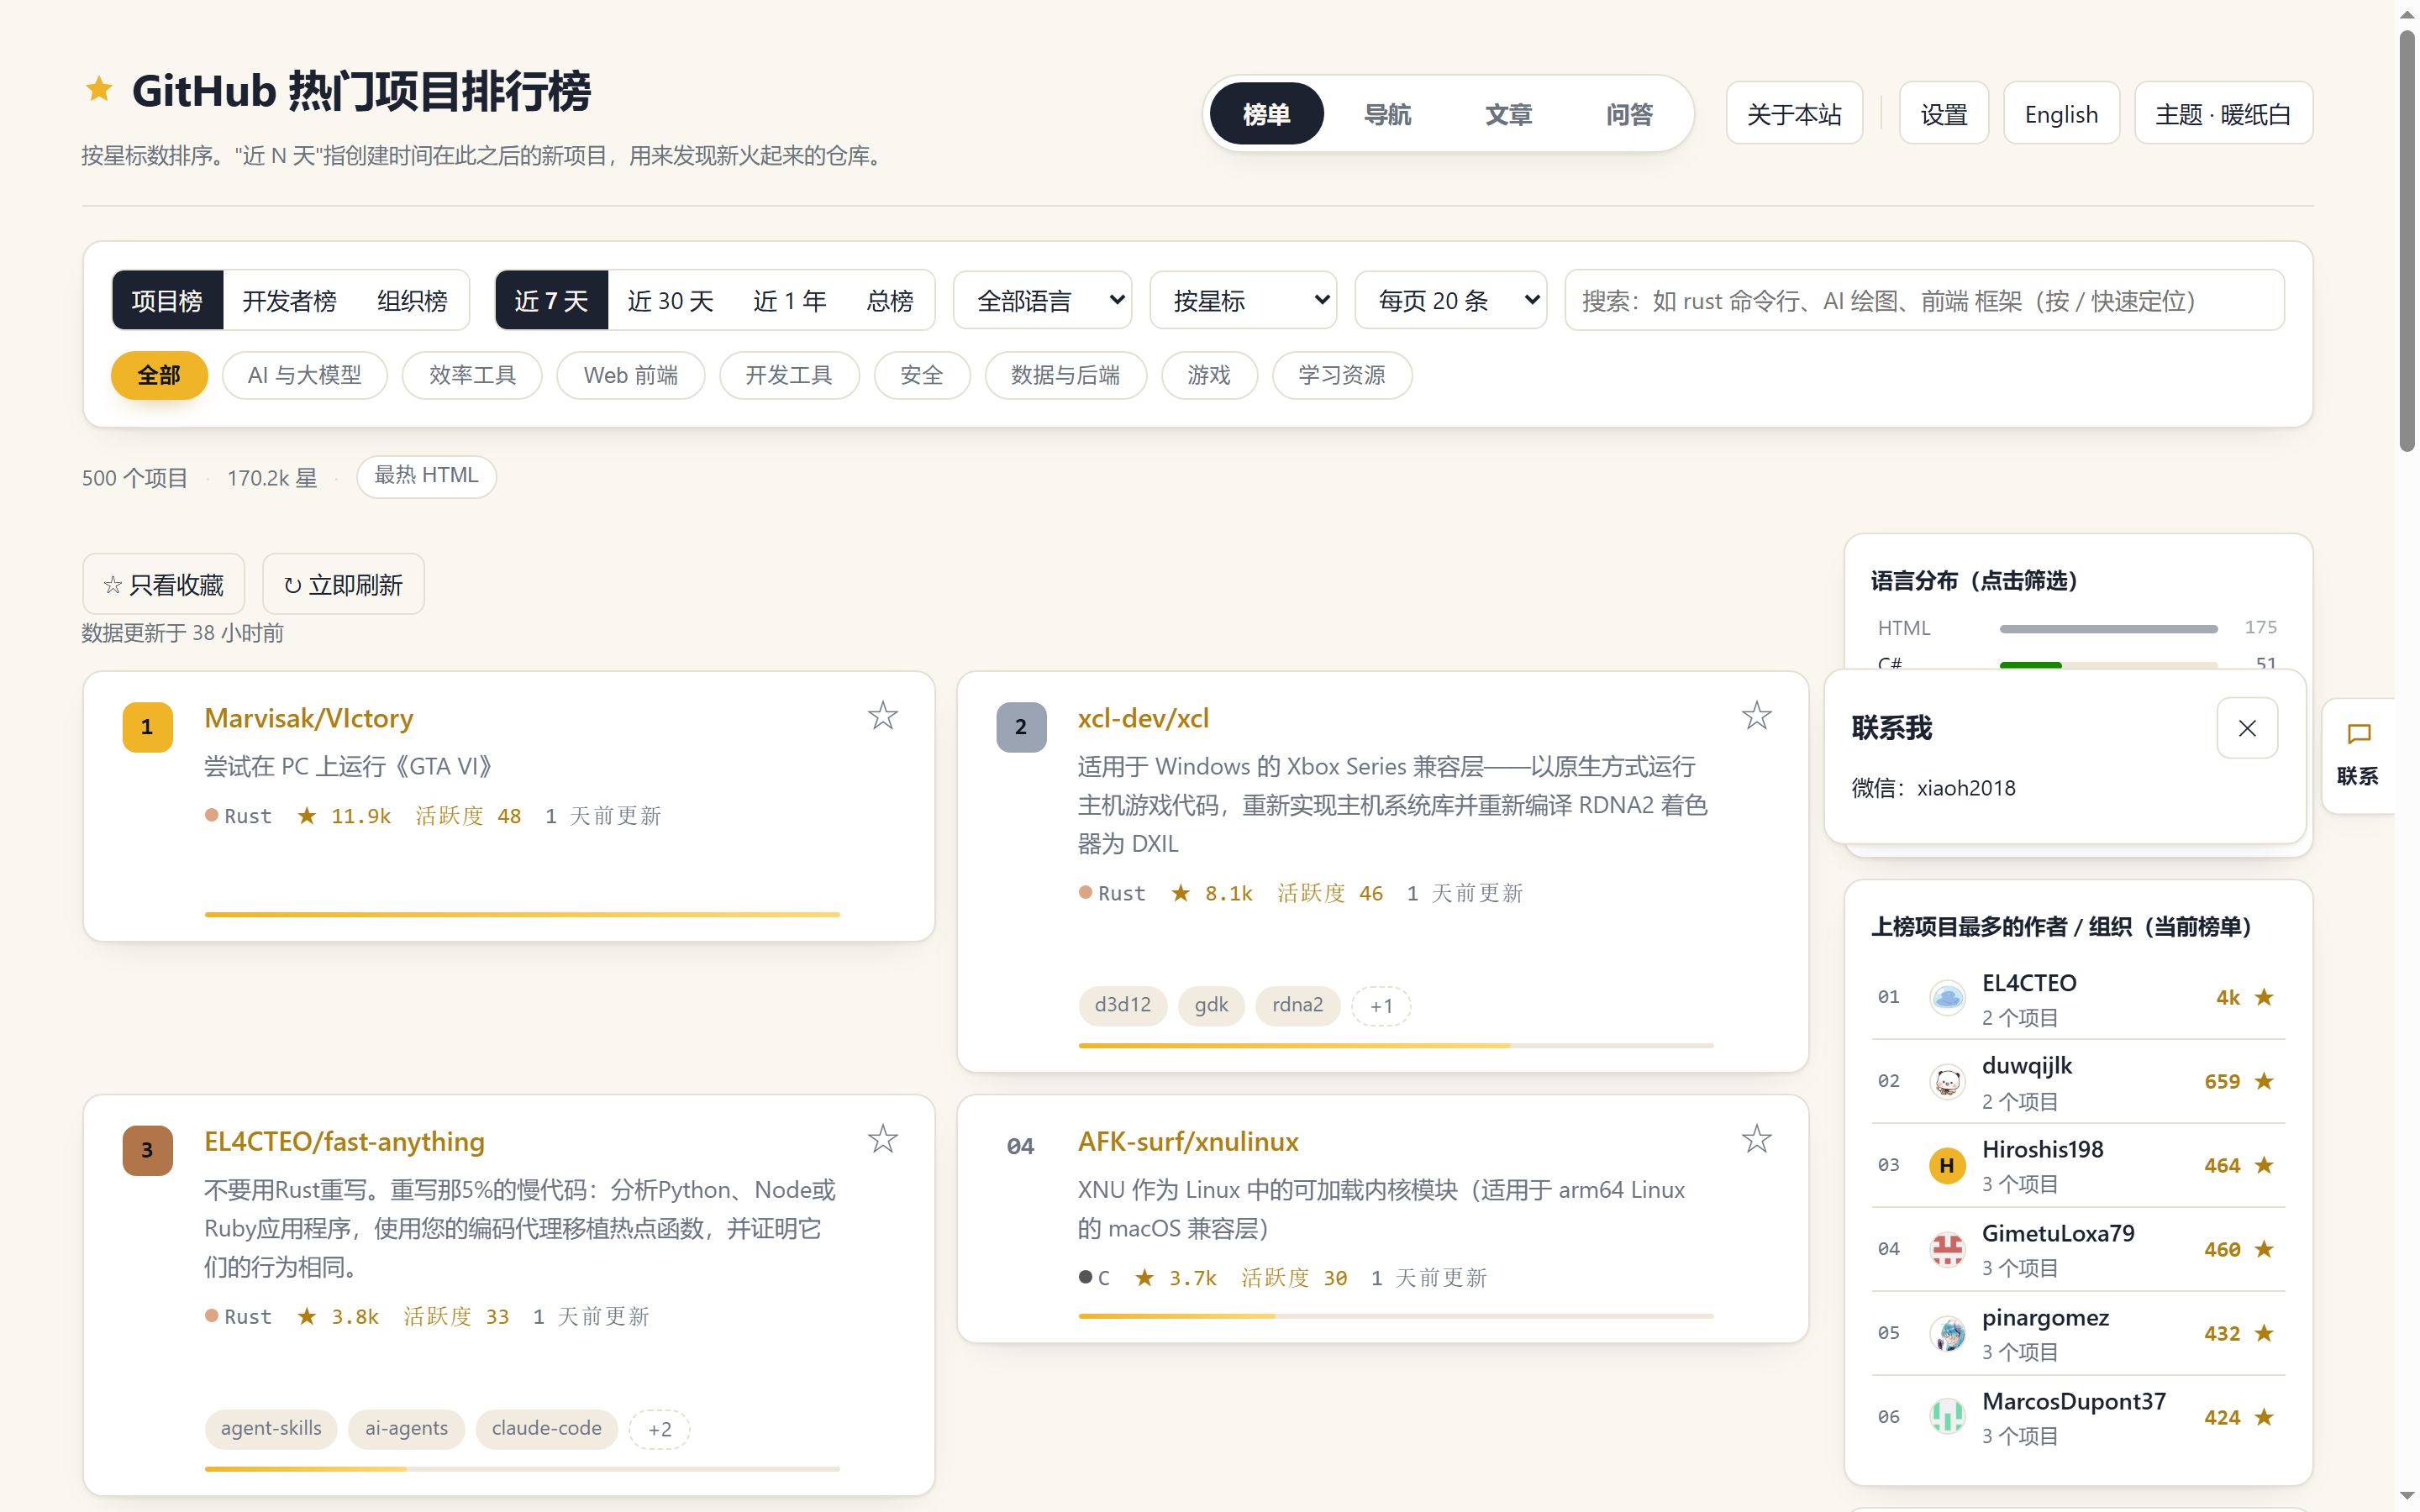 GitHub 热门项目排行榜
按星标数排序。"近 N 天"指创建时间在此之后的新项目，用来发现新火起来的仓库。
榜单 导航 文章 问答 关于本站 设置 English 主题 · 暖纸白
项目榜 开发者榜 组织榜 近 7 天 近 30 天 近 1 年 总榜 全部语言 按星标 每页 20 条 搜索：如 rust 命令行、AI 绘图、前端 框架（按 / 快速定位）
全部 AI 与大模型 效率工具 Web 前端 开发工具 安全 数据与后端 游戏 学习资源
500 个项目 · 170.2k 星 · 最热 HTML
☆ 只看收藏 ↻ 立即刷新
数据更新于 38 小时前
1
Marvisak/VIctory
尝试在 PC 上运行《GTA VI》
Rust ★ 11.9k 活跃度 48 1 天前更新
2
xcl-dev/xcl
适用于 Windows 的 Xbox Series 兼容层——以原生方式运行
主机游戏代码，重新实现主机系统库并重新编译 RDNA2 着色
器为 DXIL
Rust ★ 8.1k 活跃度 46 1 天前更新
d3d12 gdk rdna2 +1
3
EL4CTEO/fast-anything
不要用Rust重写。重写那5%的慢代码：分析Python、Node或
Ruby应用程序，使用您的编码代理移植热点函数，并证明它
们的行为相同。
Rust ★ 3.8k 活跃度 33 1 天前更新
agent-skills ai-agents claude-code +2
04
AFK-surf/xnulinux
XNU 作为 Linux 中的可加载内核模块（适用于 arm64 Linux
的 macOS 兼容层）
C ★ 3.7k 活跃度 30 1 天前更新
语言分布（点击筛选）
HTML 175
C# 51
联系我
微信：xiaoh2018
联系
上榜项目最多的作者 / 组织（当前榜单）
01 EL4CTEO 4k ★
2 个项目
02 duwqijlk 659 ★
2 个项目
03 H Hiroshis198 464 ★
3 个项目
04 GimetuLoxa79 460 ★
3 个项目
05 pinargomez 432 ★
3 个项目
06 MarcosDupont37 424 ★
3 个项目